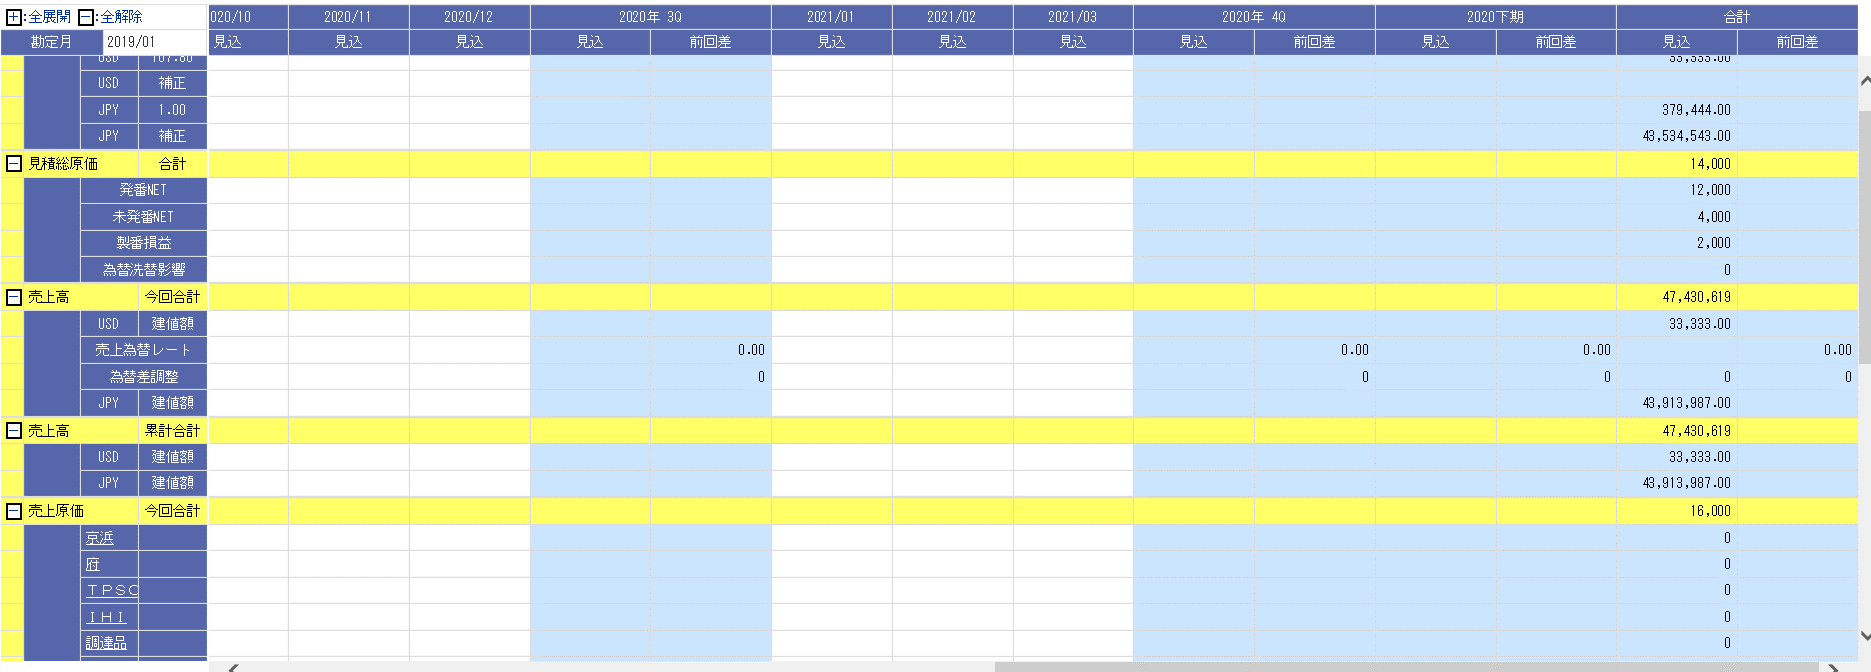 +:全展開 -:全解除 020/10 2020/11 2020/12 2020年 3Q 2021/01 2021/02 2021/03 2020年 4Q 2020下期 合計
勘定月 2019/01 見込 見込 見込 見込 前回差 見込 見込 見込 見込 前回差 見込 前回差 見込 前回差
USD 107.80 33,333.00
USD 補正
JPY 1.00 379,444.00
JPY 補正 43,534,543.00
見積総原価 合計 14,000
発番NET 12,000
未発番NET 4,000
製番損益 2,000
為替洗替影響 0
売上高 今回合計 47,430,619
USD 建値額 33,333.00
売上為替レート 0.00 0.00 0.00 0.00
為替差調整 0 0 0 0 0
JPY 建値額 43,913,987.00
売上高 累計合計 47,430,619
USD 建値額 33,333.00
JPY 建値額 43,913,987.00
売上原価 今回合計 16,000
京浜 0
府 0
ＴＰＳＣ 0
ＩＨＩ 0
調達品 0